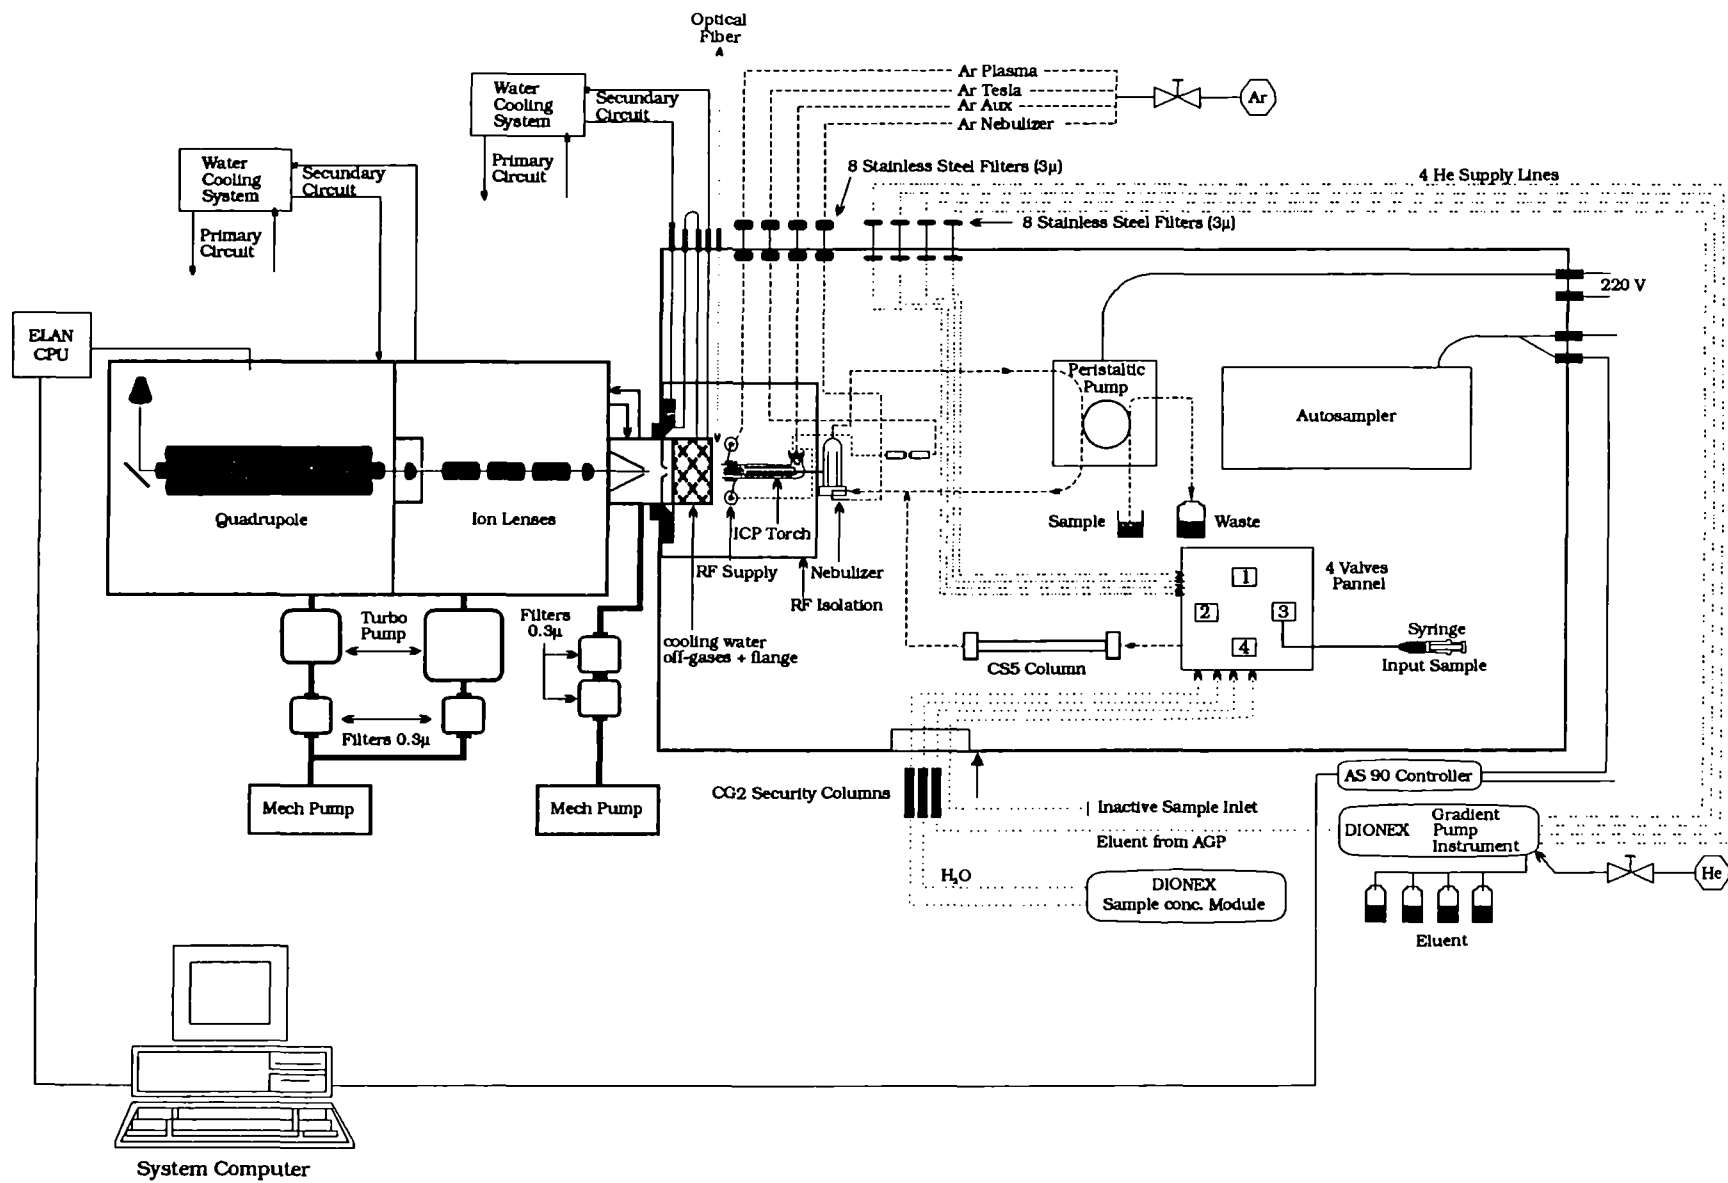 Optical
Fiber
Water
Cooling
System
Secundary
Circuit
Primary
Circuit
Ar Plasma
Ar Tesla
Ar Aux
Ar Nebulizer
Ar
Water
Cooling
System
Secundary
Circuit
Primary
Circuit
8 Stainless Steel Filters (3µ)
4 He Supply Lines
8 Stainless Steel Filters (3µ)
220 V
ELAN
CPU
Peristaltic
Pump
Autosampler
Quadrupole
Ion Lenses
ICP Torch
Sample
Waste
RF Supply
Nebulizer
RF Isolation
4 Valves
Pannel
1
2
3
4
Turbo
Pump
Filters
0.3µ
cooling water
off-gases + flange
CS5 Column
Syringe
Input Sample
Filters 0.3µ
Mech Pump
Mech Pump
CG2 Security Columns
Inactive Sample Inlet
Eluent from AGP
AS 90 Controller
DIONEX
Gradient
Pump
Instrument
H₂O
DIONEX
Sample conc. Module
He
Eluent
System Computer